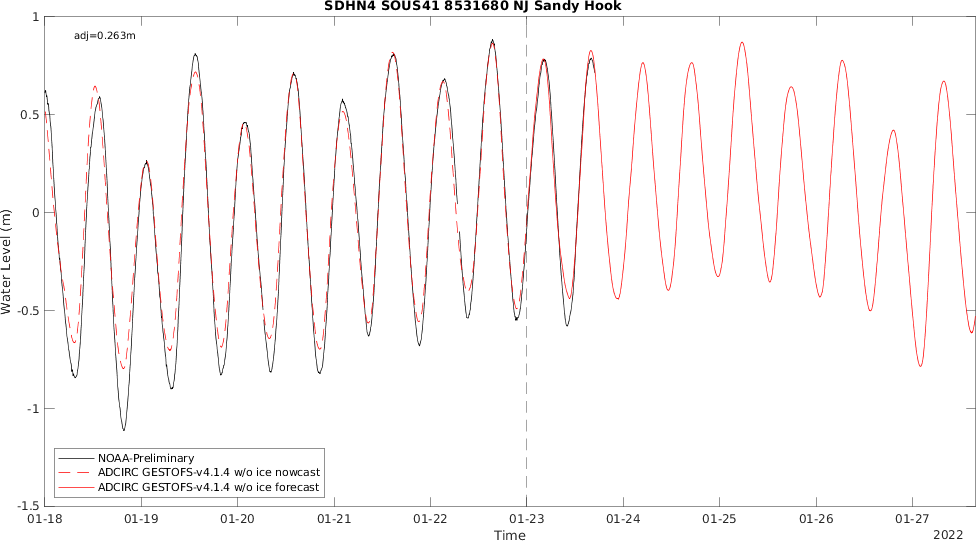 SDHN4 SOUS41 8531680 NJ Sandy Hook
adj=0.263m
Water Level (m)
1
0.5
0
-0.5
-1
-1.5
NOAA-Preliminary
ADCIRC GESTOFS-v4.1.4 w/o ice nowcast
ADCIRC GESTOFS-v4.1.4 w/o ice forecast
01-18 01-19 01-20 01-21 01-22 01-23 01-24 01-25 01-26 01-27
Time
2022